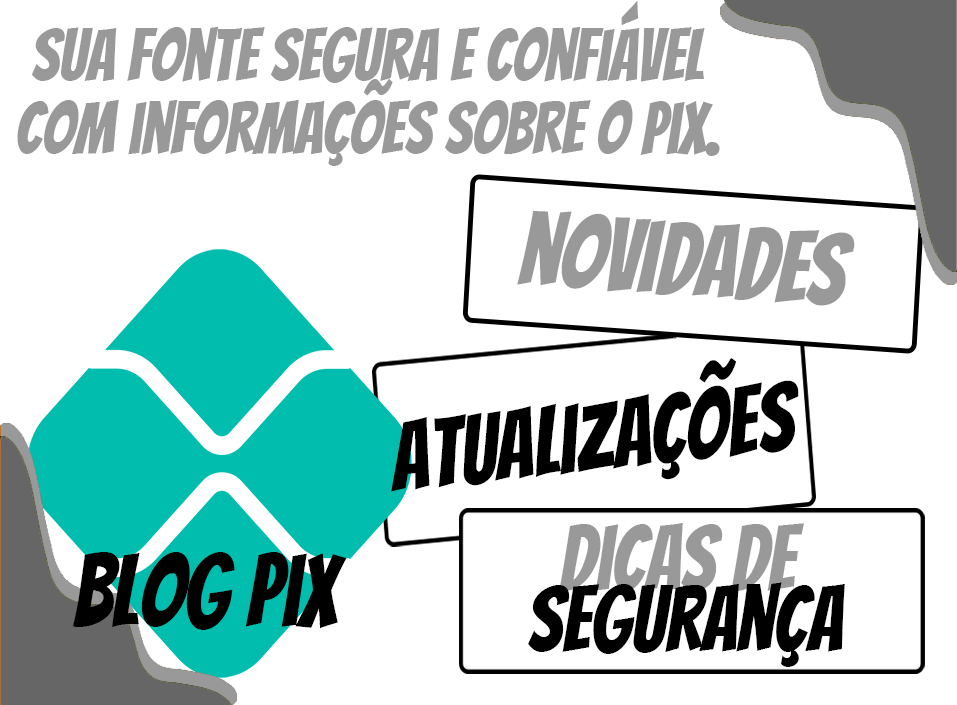 SUA FONTE SEGURA E CONFIÁVEL
COM INFORMAÇÕES SOBRE O PIX.
NOVIDADES
ATUALIZAÇÕES
DICAS DE
SEGURANÇA
BLOG PIX